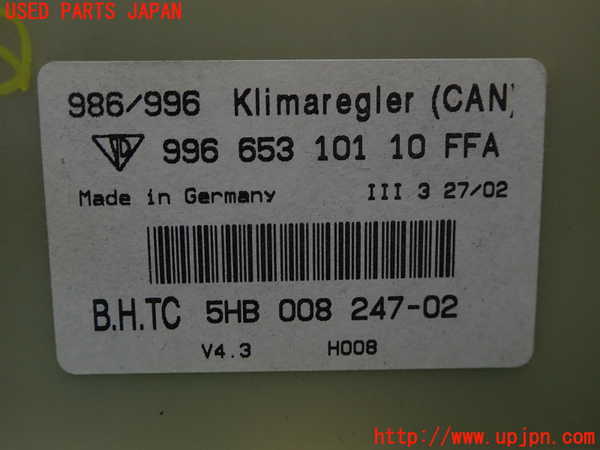 USED PARTS JAPAN
986/996 Klimaregler (CAN)
996 653 101 10 FFA
Made in Germany III 3 27/02
B.H.TC 5HB 008 247-02
V4.3 H008
http://www.upjpn.com/